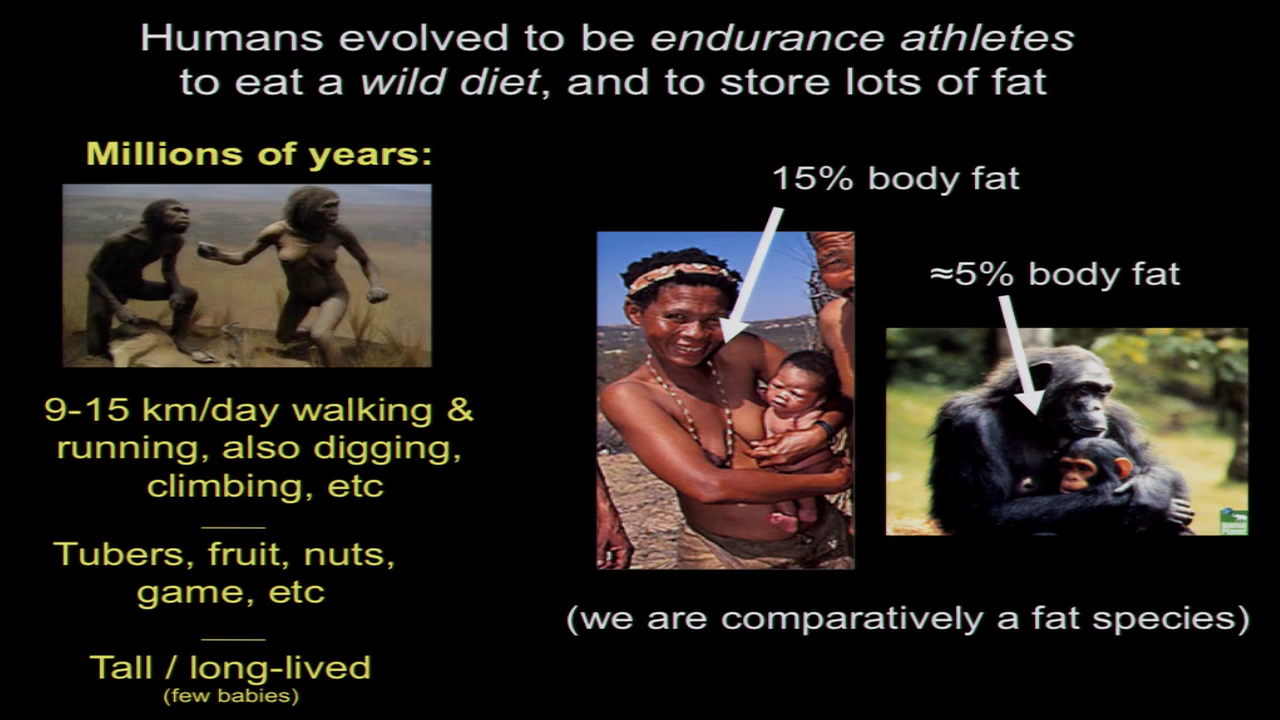 Humans evolved to be endurance athletes
to eat a wild diet, and to store lots of fat
Millions of years:
15% body fat
≈5% body fat
9-15 km/day walking &
running, also digging,
climbing, etc
Tubers, fruit, nuts,
game, etc
Tall / long-lived
(few babies)
(we are comparatively a fat species)